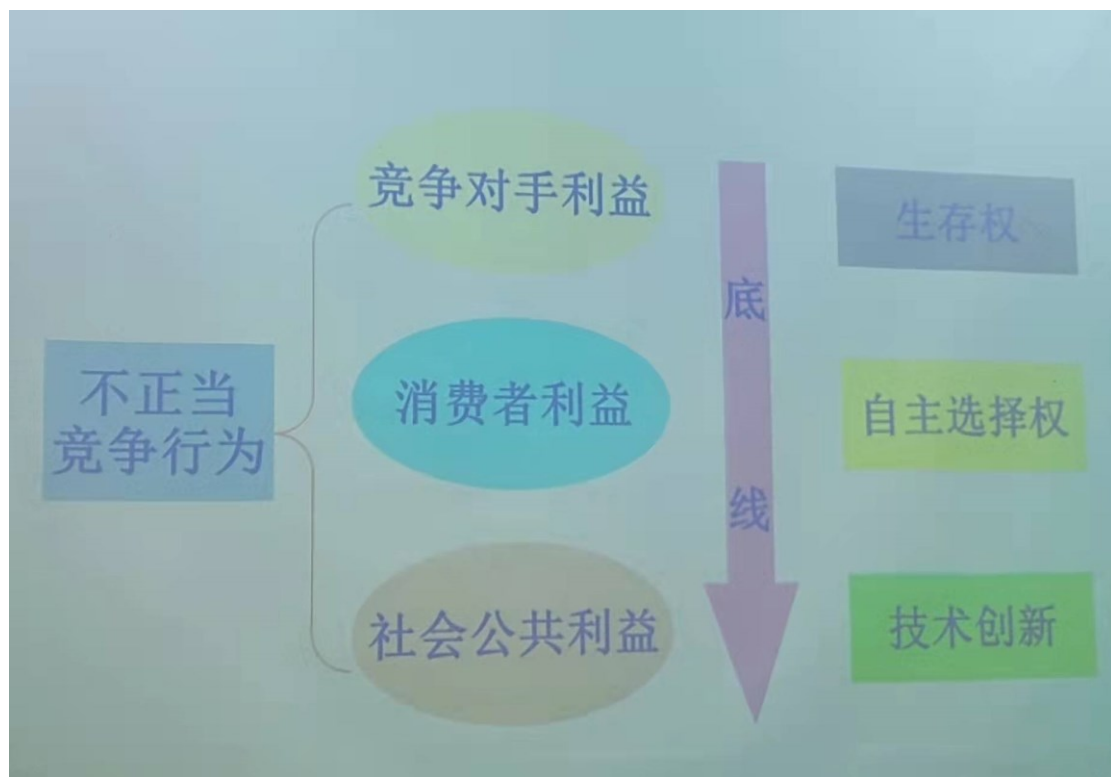 不正当
竞争行为
竞争对手利益
消费者利益
社会公共利益
底
线
生存权
自主选择权
技术创新